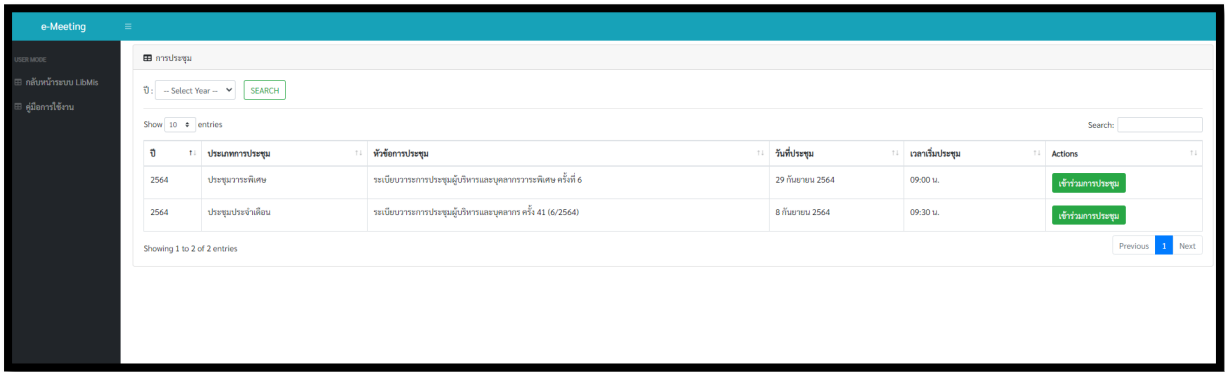 e-Meeting
USER MODE
กลับหน้าระบบ LibMis
คู่มือการใช้งาน
การประชุม
ปี : -- Select Year -- SEARCH
Show 10 entries Search:
ปี ประเภทการประชุม หัวข้อการประชุม วันที่ประชุม เวลาเริ่มประชุม Actions
2564 ประชุมวาระพิเศษ ระเบียบวาระการประชุมผู้บริหารและบุคลากรวาระพิเศษ ครั้งที่ 6 29 กันยายน 2564 09:00 น. เข้าร่วมการประชุม
2564 ประชุมประจำเดือน ระเบียบวาระการประชุมผู้บริหารและบุคลากร ครั้ง 41 (6/2564) 8 กันยายน 2564 09:30 น. เข้าร่วมการประชุม
Showing 1 to 2 of 2 entries Previous 1 Next